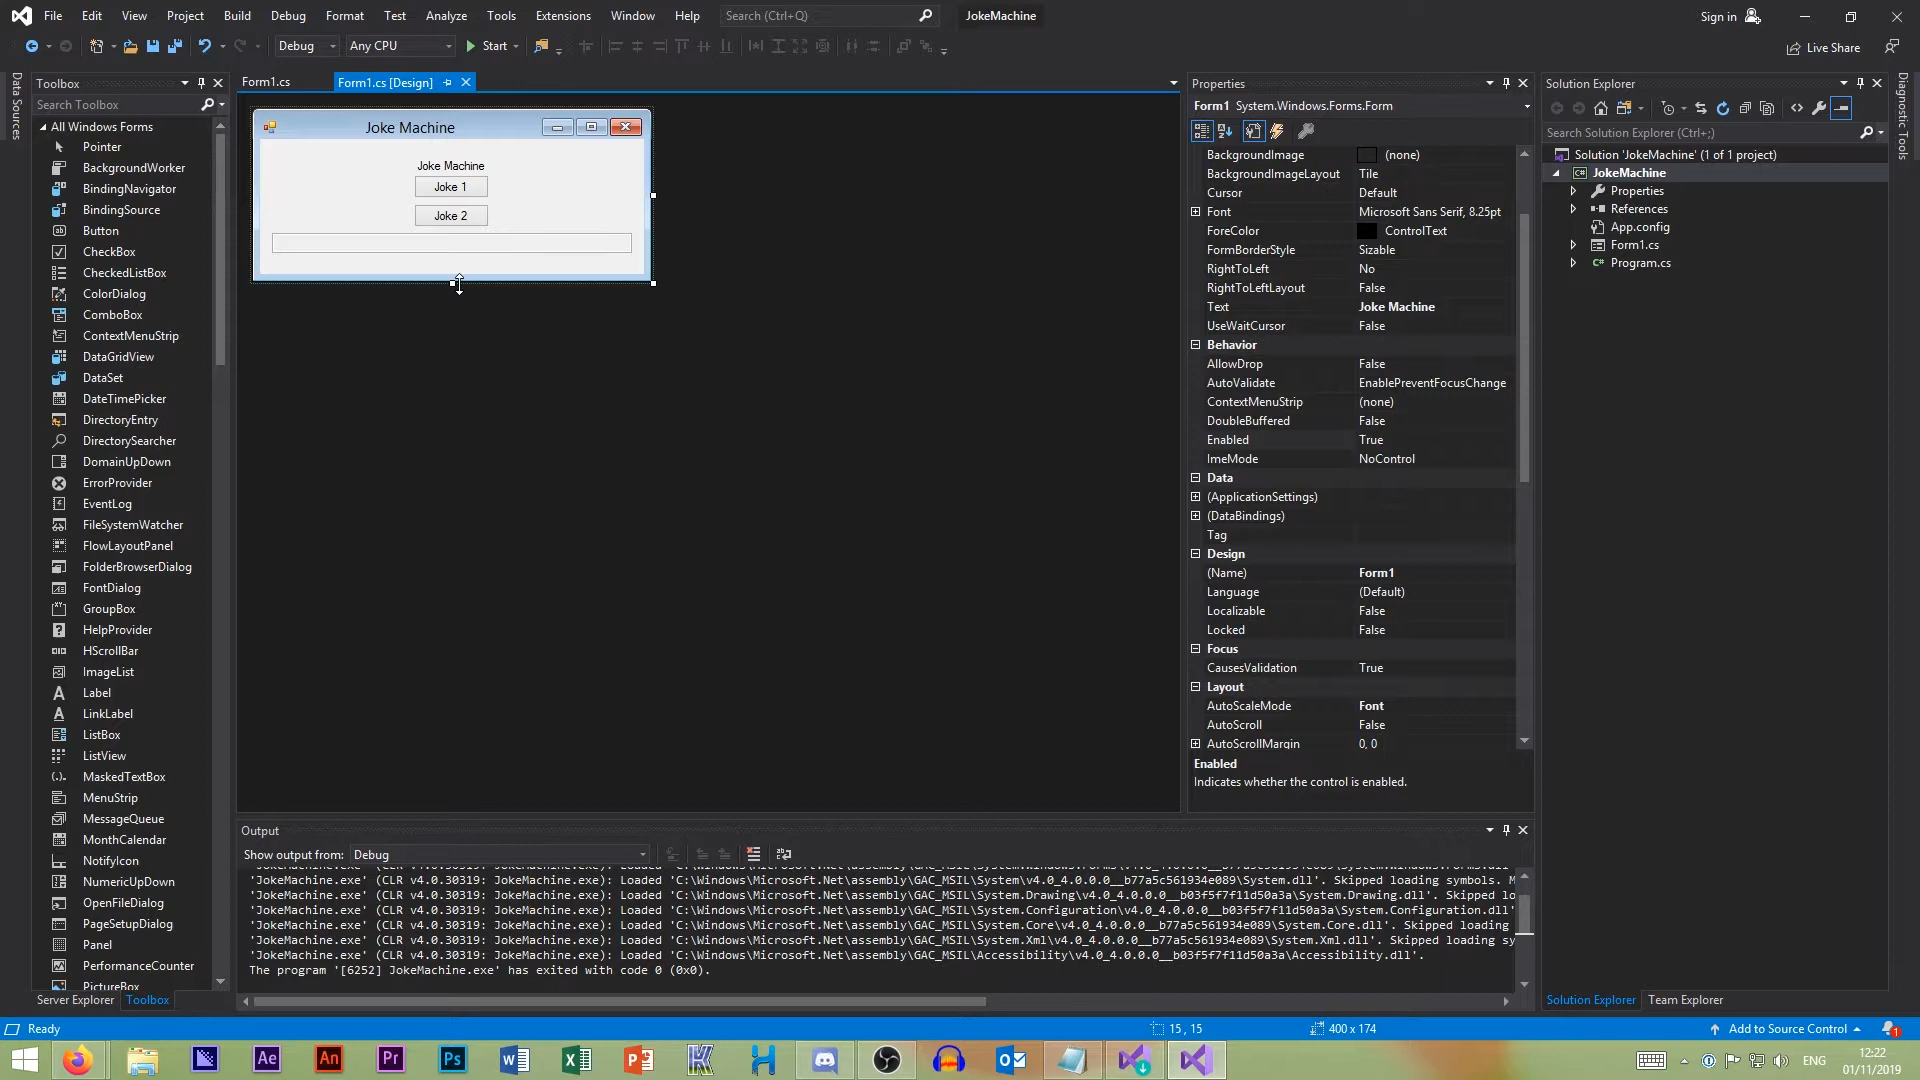 File Edit View Project Build Debug Format Test Analyze Tools Extensions Window Help Search (Ctrl+Q) JokeMachine Sign in
Debug Any CPU Start Live Share
Data Sources
Toolbox
Search Toolbox
All Windows Forms
Pointer
BackgroundWorker
BindingNavigator
BindingSource
Button
CheckBox
CheckedListBox
ColorDialog
ComboBox
ContextMenuStrip
DataGridView
DataSet
DateTimePicker
DirectoryEntry
DirectorySearcher
DomainUpDown
ErrorProvider
EventLog
FileSystemWatcher
FlowLayoutPanel
FolderBrowserDialog
FontDialog
GroupBox
HelpProvider
HScrollBar
ImageList
Label
LinkLabel
ListBox
ListView
MaskedTextBox
MenuStrip
MessageQueue
MonthCalendar
NotifyIcon
NumericUpDown
OpenFileDialog
PageSetupDialog
Panel
PerformanceCounter
PictureBox
Server Explorer Toolbox
Form1.cs Form1.cs [Design]
Joke Machine
Joke Machine
Joke 1
Joke 2
Properties
Form1 System.Windows.Forms.Form
BackgroundImage (none)
BackgroundImageLayout Tile
Cursor Default
Font Microsoft Sans Serif, 8.25pt
ForeColor ControlText
FormBorderStyle Sizable
RightToLeft No
RightToLeftLayout False
Text Joke Machine
UseWaitCursor False
Behavior
AllowDrop False
AutoValidate EnablePreventFocusChange
ContextMenuStrip (none)
DoubleBuffered False
Enabled True
ImeMode NoControl
Data
(ApplicationSettings)
(DataBindings)
Tag
Design
(Name) Form1
Language (Default)
Localizable False
Locked False
Focus
CausesValidation True
Layout
AutoScaleMode Font
AutoScroll False
AutoScrollMargin 0, 0
Enabled
Indicates whether the control is enabled.
Solution Explorer
Search Solution Explorer (Ctrl+;)
Solution 'JokeMachine' (1 of 1 project)
JokeMachine
Properties
References
App.config
Form1.cs
Program.cs
Solution Explorer Team Explorer
Diagnostic Tools
Output
Show output from: Debug
'JokeMachine.exe' (CLR v4.0.30319: JokeMachine.exe): Loaded 'C:\Windows\Microsoft.Net\assembly\GAC_MSIL\System\v4.0_4.0.0.0__b77a5c561934e089\System.dll'. Skipped loading symbols. M
'JokeMachine.exe' (CLR v4.0.30319: JokeMachine.exe): Loaded 'C:\Windows\Microsoft.Net\assembly\GAC_MSIL\System.Drawing\v4.0_4.0.0.0__b03f5f7f11d50a3a\System.Drawing.dll'. Skipped lo
'JokeMachine.exe' (CLR v4.0.30319: JokeMachine.exe): Loaded 'C:\Windows\Microsoft.Net\assembly\GAC_MSIL\System.Configuration\v4.0_4.0.0.0__b03f5f7f11d50a3a\System.Configuration.dll'
'JokeMachine.exe' (CLR v4.0.30319: JokeMachine.exe): Loaded 'C:\Windows\Microsoft.Net\assembly\GAC_MSIL\System.Core\v4.0_4.0.0.0__b77a5c561934e089\System.Core.dll'. Skipped loading
'JokeMachine.exe' (CLR v4.0.30319: JokeMachine.exe): Loaded 'C:\Windows\Microsoft.Net\assembly\GAC_MSIL\System.Xml\v4.0_4.0.0.0__b77a5c561934e089\System.Xml.dll'. Skipped loading sy
'JokeMachine.exe' (CLR v4.0.30319: JokeMachine.exe): Loaded 'C:\Windows\Microsoft.Net\assembly\GAC_MSIL\Accessibility\v4.0_4.0.0.0__b03f5f7f11d50a3a\Accessibility.dll'.
The program '[6252] JokeMachine.exe' has exited with code 0 (0x0).
Ready 15 , 15 400 x 174 Add to Source Control 1
Ae An Pr Ps ENG 12:22
01/11/2019